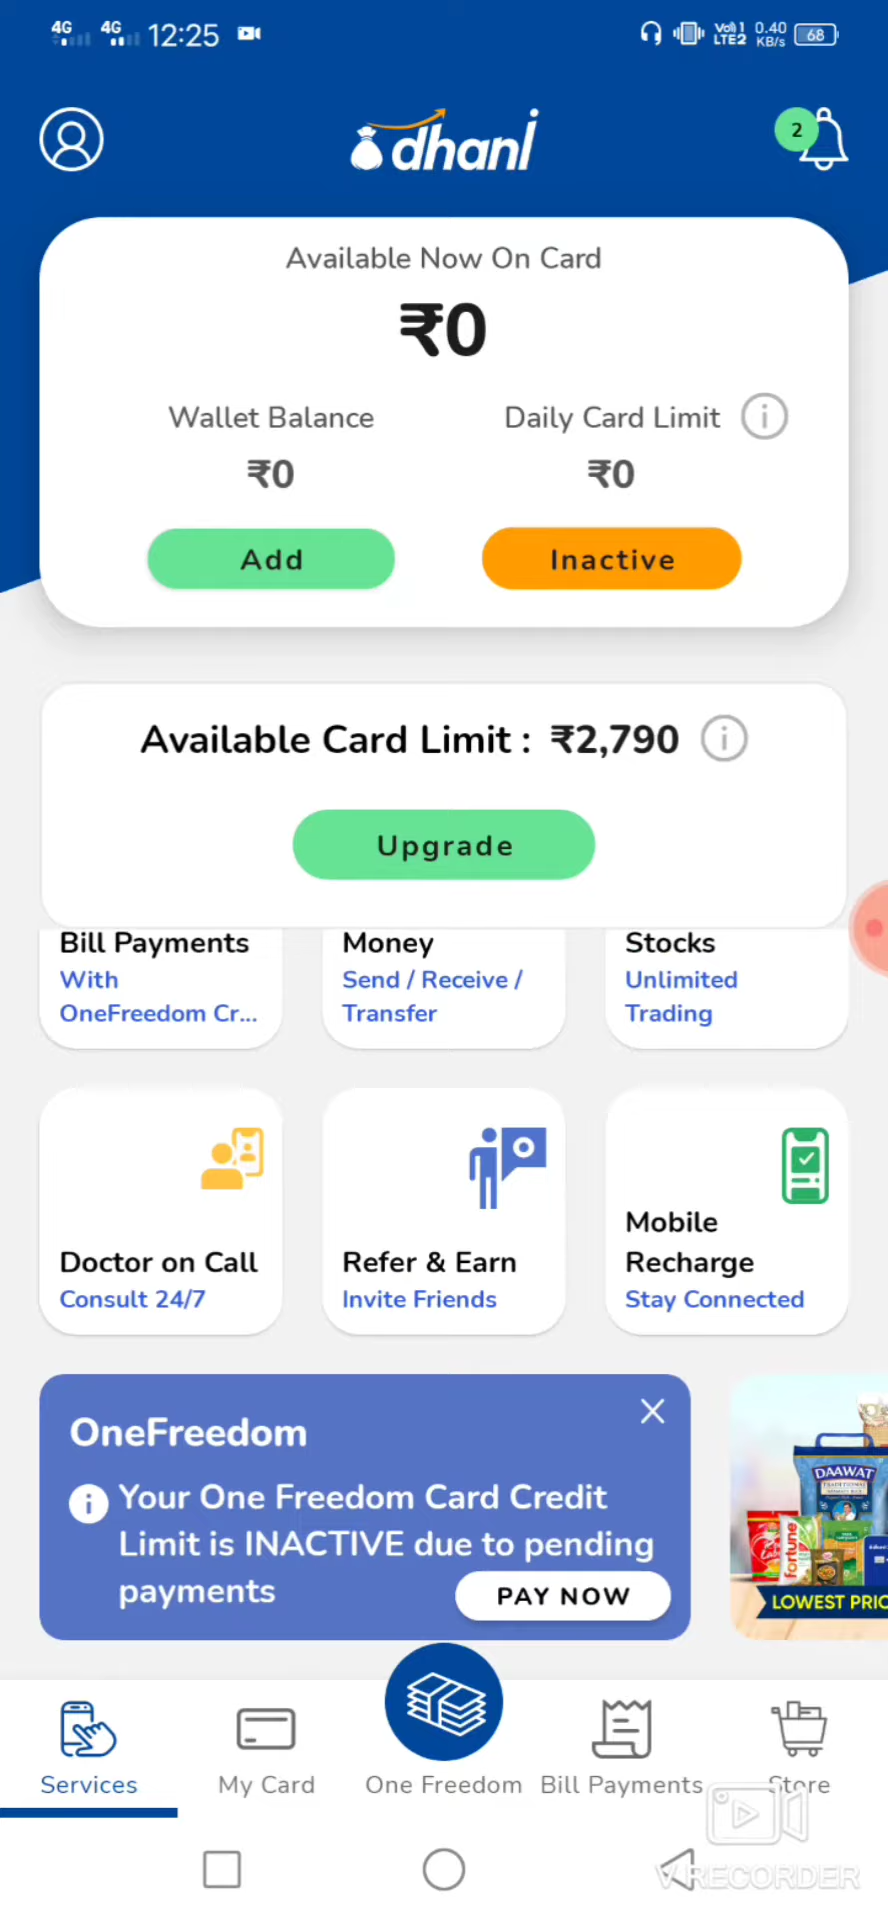 4G 4G 12:25 Vol) 1 LTE2 0.40 KB/s 68
dhani
2
Available Now On Card
₹0
Wallet Balance Daily Card Limit
₹0 ₹0
Add Inactive
Available Card Limit : ₹2,790
Upgrade
Bill Payments Money Stocks
With Send / Receive / Unlimited
OneFreedom Cr... Transfer Trading
Mobile
Doctor on Call Refer & Earn Recharge
Consult 24/7 Invite Friends Stay Connected
OneFreedom
Your One Freedom Card Credit
Limit is INACTIVE due to pending
payments PAY NOW
DAAWAT
fortune
LOWEST PRIC
Services My Card One Freedom Bill Payments Store
V RECORDER